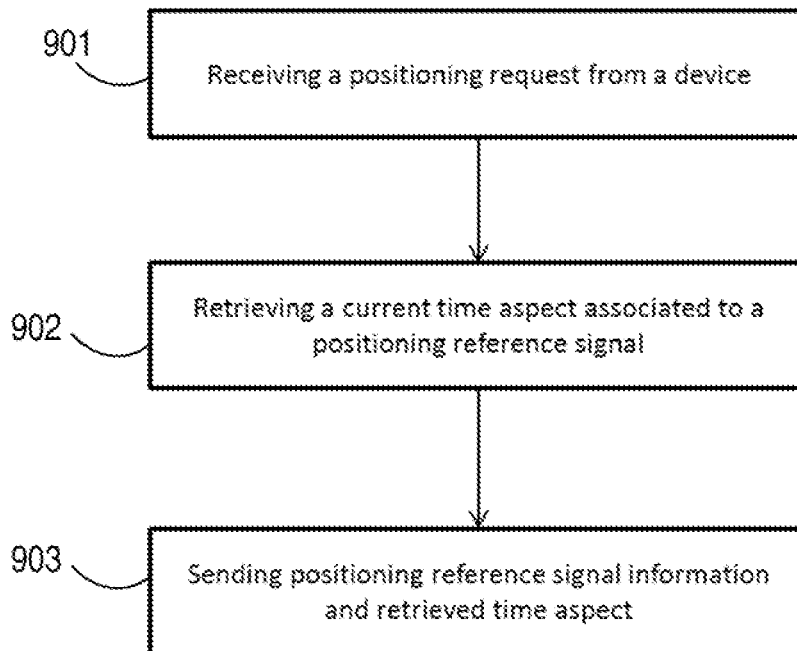 901
Receiving a positioning request from a device
902
Retrieving a current time aspect associated to a
positioning reference signal
903
Sending positioning reference signal information
and retrieved time aspect